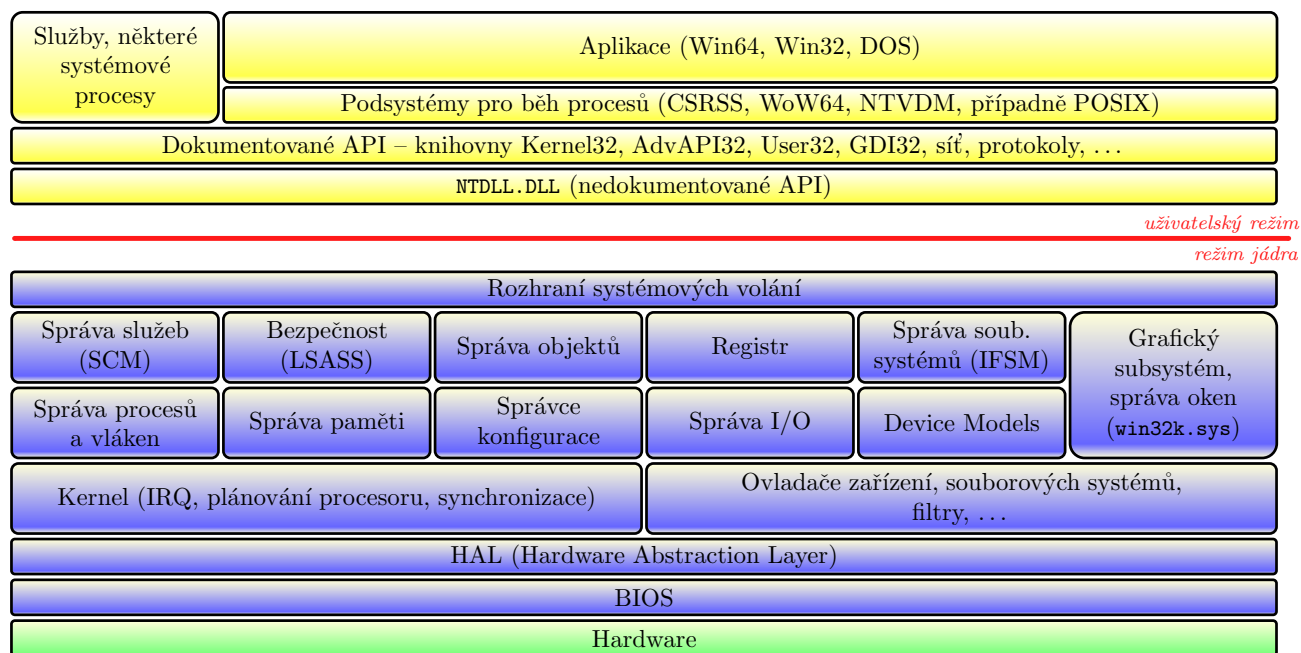 Služby, některé
systémové
procesy
Aplikace (Win64, Win32, DOS)
Podsystémy pro běh procesů (CSRSS, WoW64, NTVDM, případně POSIX)
Dokumentované API – knihovny Kernel32, AdvAPI32, User32, GDI32, síť, protokoly, ...
NTDLL.DLL (nedokumentované API)
uživatelský režim
režim jádra
Rozhraní systémových volání
Správa služeb
(SCM)
Bezpečnost
(LSASS)
Správa objektů
Registr
Správa soub.
systémů (IFSM)
Grafický
subsystém,
správa oken
(win32k.sys)
Správa procesů
a vláken
Správa paměti
Správce
konfigurace
Správa I/O
Device Models
Kernel (IRQ, plánování procesoru, synchronizace)
Ovladače zařízení, souborových systémů,
filtry, ...
HAL (Hardware Abstraction Layer)
BIOS
Hardware